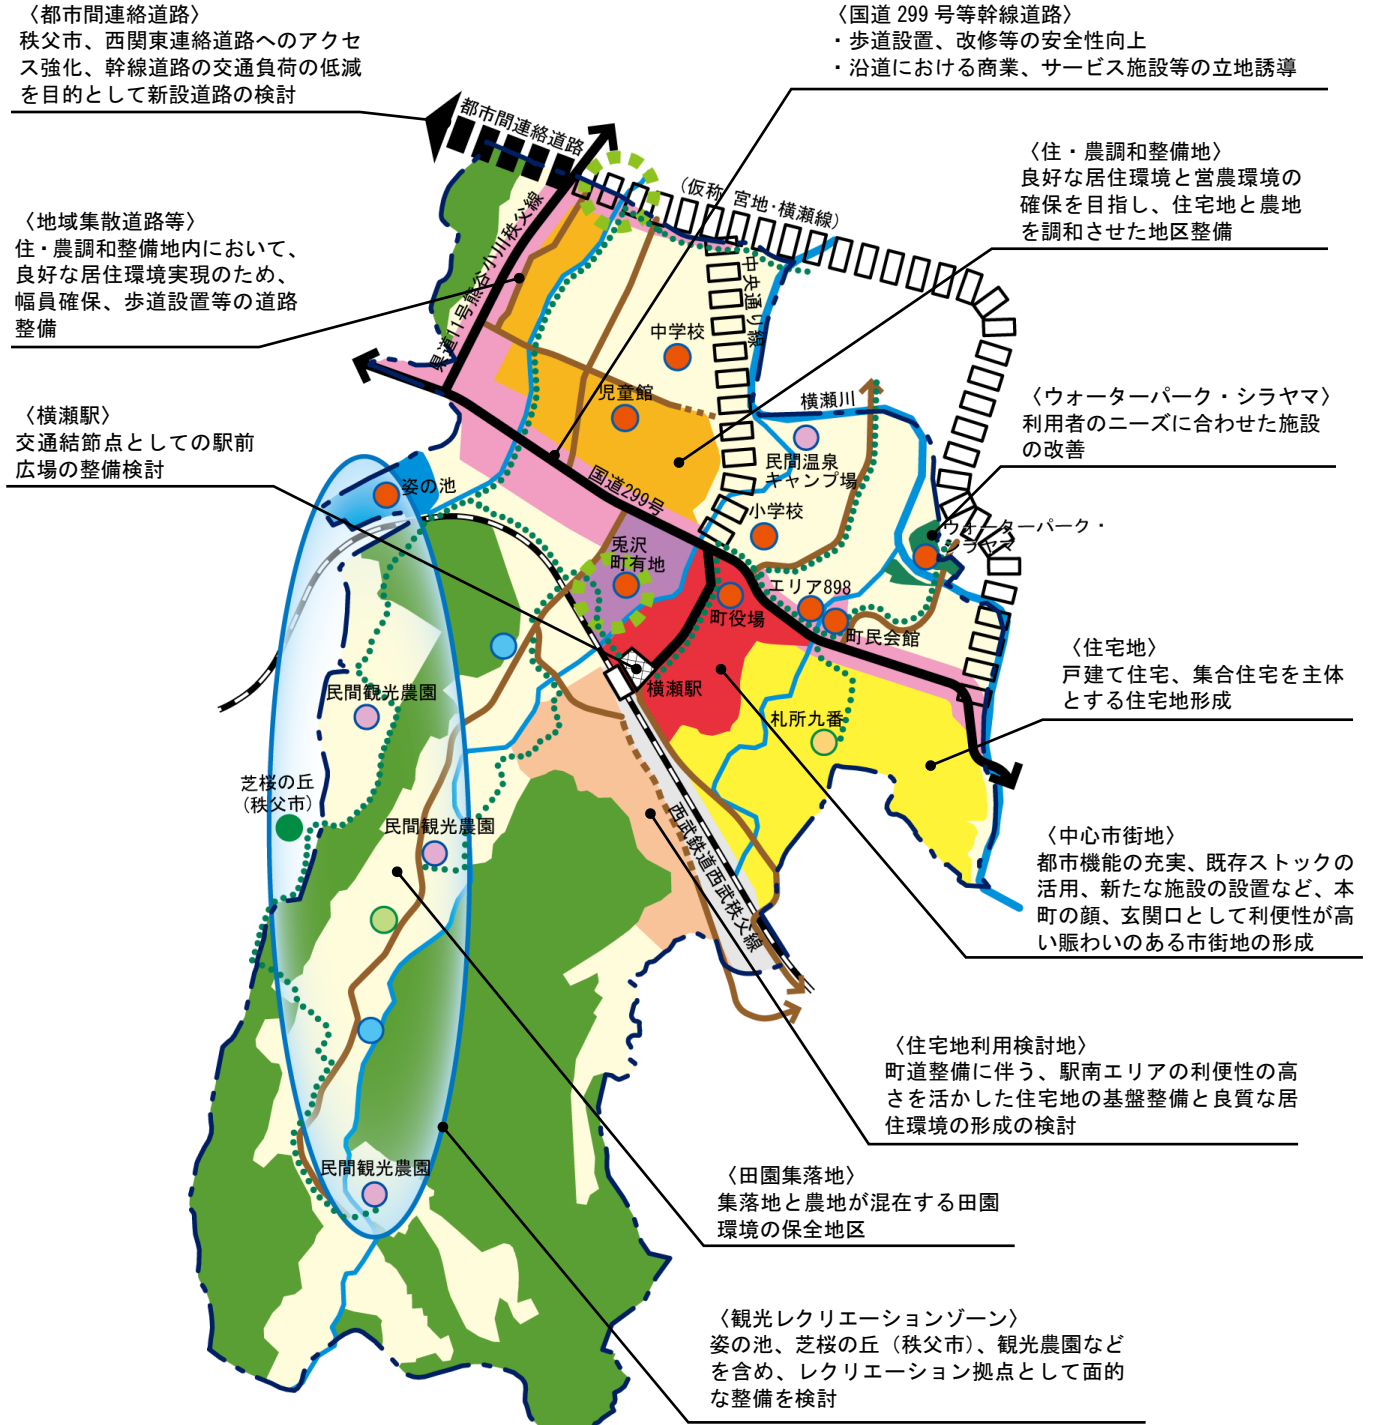 〈都市間連絡道路〉
秩父市、西関東連絡道路へのアクセ
ス強化、幹線道路の交通負荷の低減
を目的として新設道路の検討
〈国道 299 号等幹線道路〉
・歩道設置、改修等の安全性向上
・沿道における商業、サービス施設等の立地誘導
〈住・農調和整備地〉
良好な居住環境と営農環境の
確保を目指し、住宅地と農地
を調和させた地区整備
〈地域集散道路等〉
住・農調和整備地内において、
良好な居住環境実現のため、
幅員確保、歩道設置等の道路
整備
〈横瀬駅〉
交通結節点としての駅前
広場の整備検討
〈ウォーターパーク・シラヤマ〉
利用者のニーズに合わせた施設
の改善
都市間連絡道路
(仮称 宮地・横瀬線)
県道11号熊谷小川秩父線
中央通り線
中学校
児童館
横瀬川
民間温泉
キャンプ場
姿の池
国道299号
小学校
兎沢
町有地
ウォーターパーク・
シラヤマ
エリア898
町役場
町民会館
横瀬駅
民間観光農園
札所九番
芝桜の丘
(秩父市)
民間観光農園
西武鉄道西武秩父線
民間観光農園
〈住宅地〉
戸建て住宅、集合住宅を主体
とする住宅地形成
〈中心市街地〉
都市機能の充実、既存ストックの
活用、新たな施設の設置など、本
町の顔、玄関口として利便性が高
い賑わいのある市街地の形成
〈住宅地利用検討地〉
町道整備に伴う、駅南エリアの利便性の高
さを活かした住宅地の基盤整備と良質な居
住環境の形成の検討
〈田園集落地〉
集落地と農地が混在する田園
環境の保全地区
〈観光レクリエーションゾーン〉
姿の池、芝桜の丘（秩父市）、観光農園など
を含め、レクリエーション拠点として面的
な整備を検討